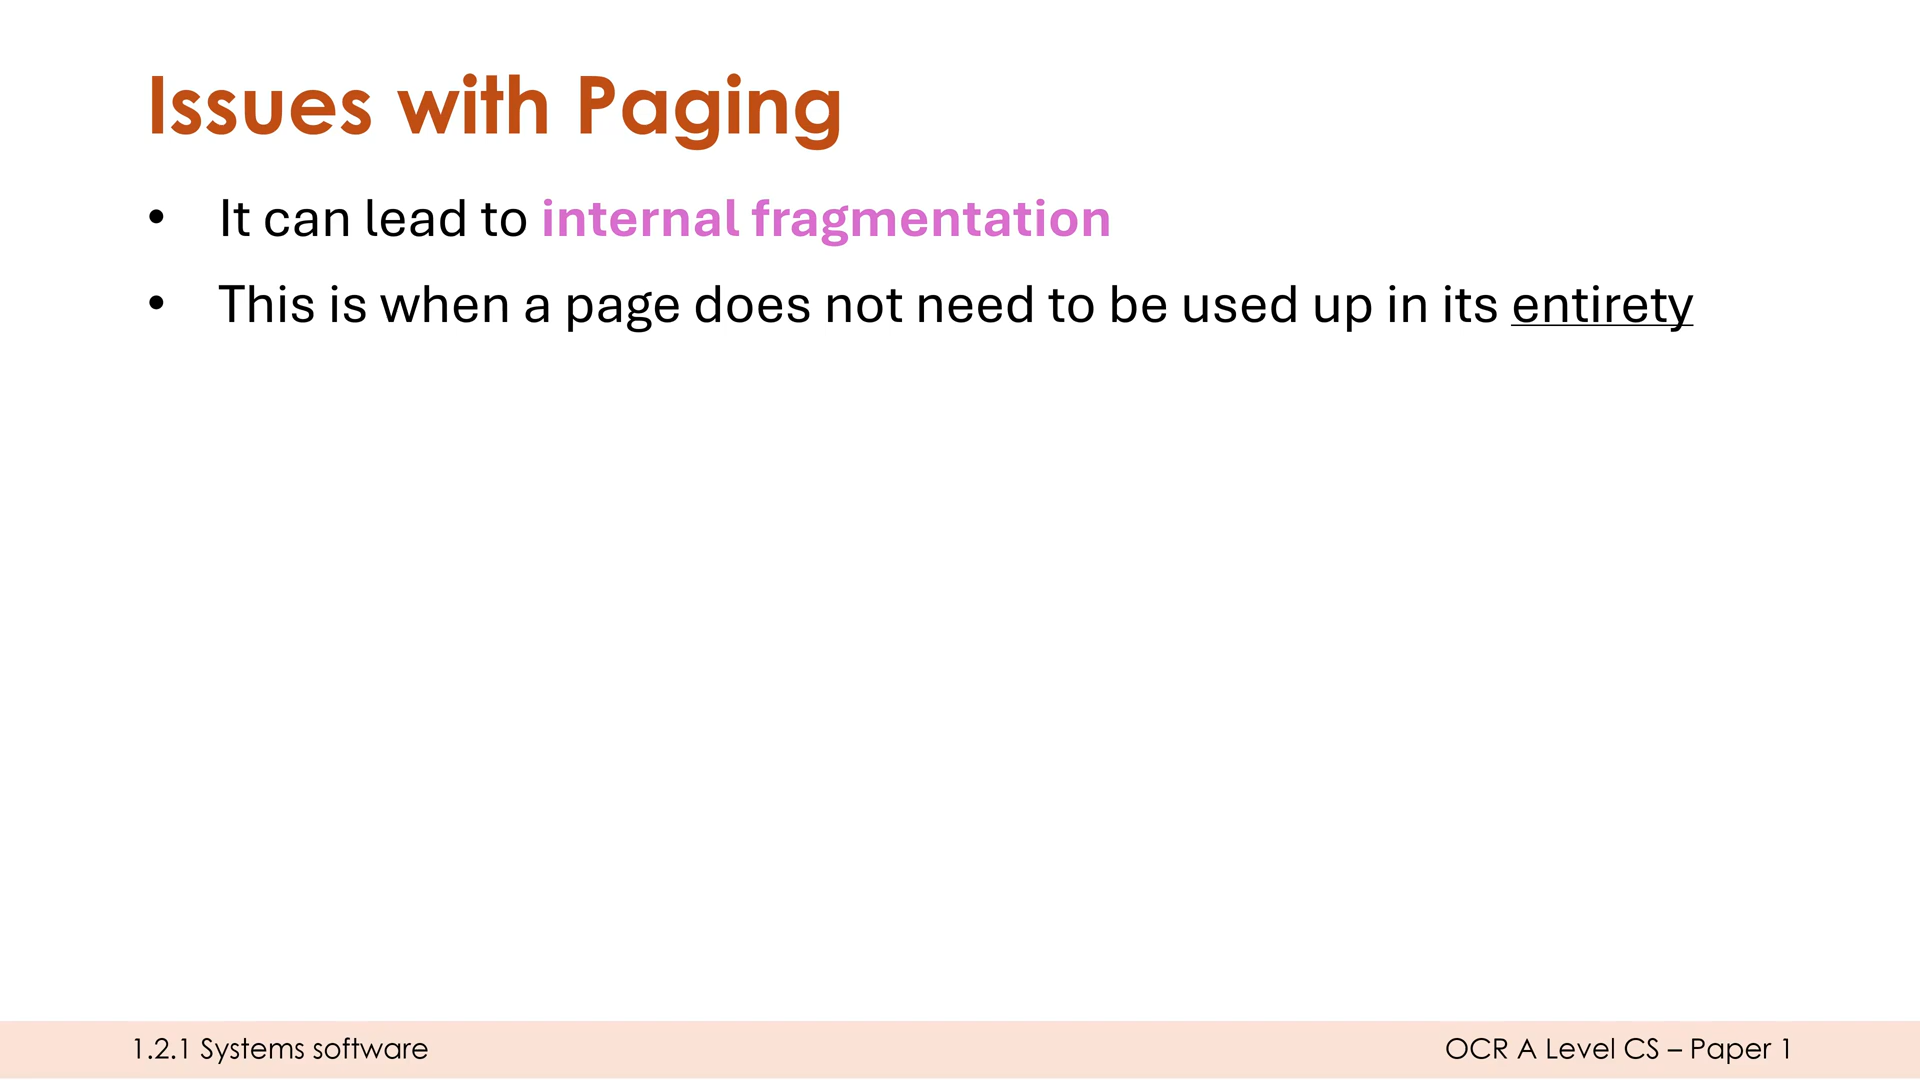 Issues with Paging
• It can lead to internal fragmentation
• This is when a page does not need to be used up in its entirety
1.2.1 Systems software
OCR A Level CS – Paper 1